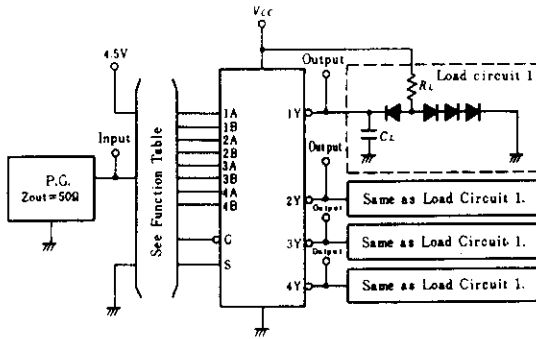 VCC
4.5V
Output
Load circuit 1
RL
Input
1A
1B
2A
2B
3A
3B
4A
4B
G
S
See Function Table
P.G.
Zout=50Ω
1Y
CL
Output
2Y
Same as Load Circuit 1.
Output
3Y
Same as Load Circuit 1.
Output
4Y
Same as Load Circuit 1.